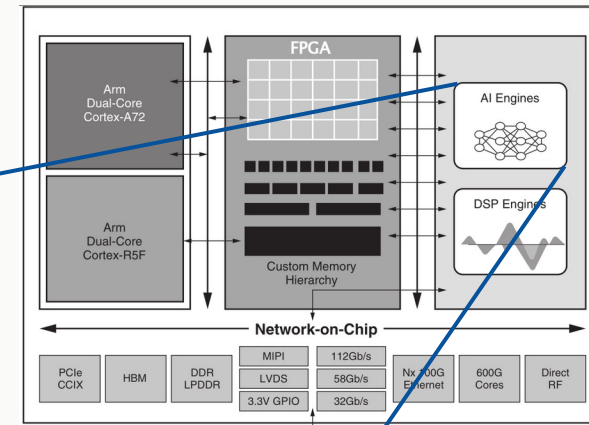 FPGA
Arm
Dual-Core
Cortex-A72
AI Engines
Arm
Dual-Core
Cortex-R5F
DSP Engines
Custom Memory
Hierarchy
Network-on-Chip
PCIe
CCIX
HBM
DDR
LPDDR
MIPI
LVDS
3.3V GPIO
112Gb/s
58Gb/s
32Gb/s
Nx 100G
Ethernet
600G
Cores
Direct
RF